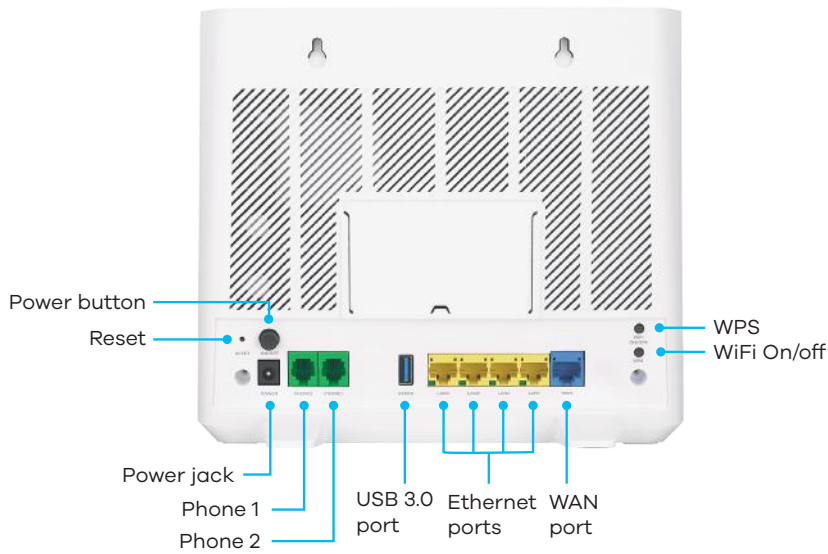 Power button
Reset
WPS
WiFi On/off
Power jack
Phone 1
Phone 2
USB 3.0
port
Ethernet
ports
WAN
port